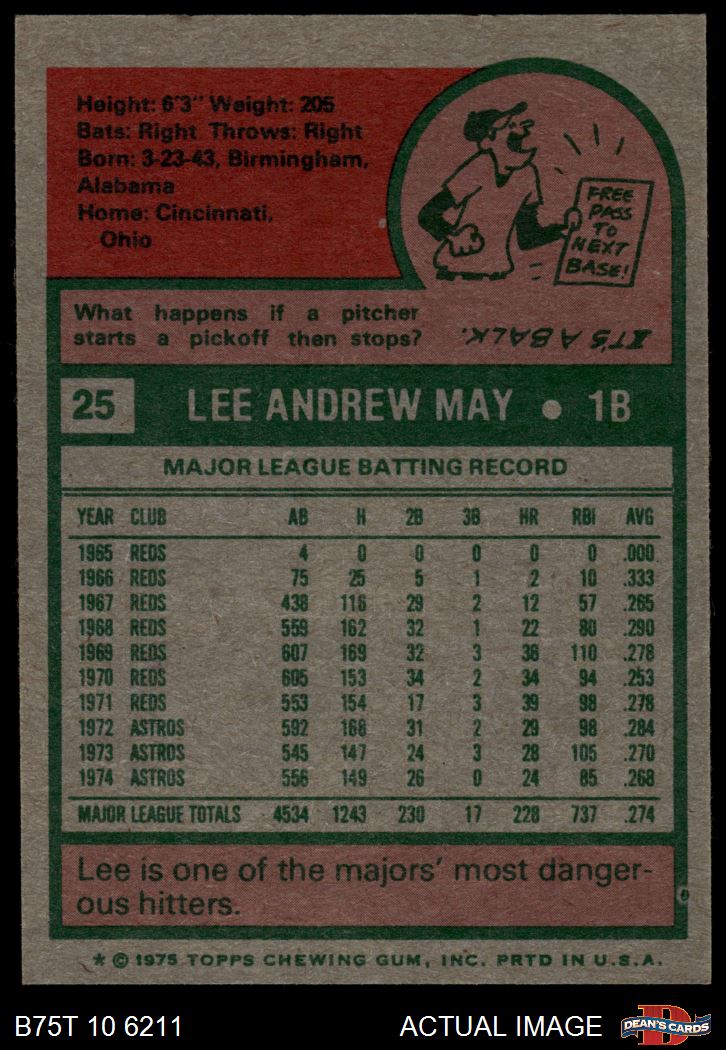 Height: 6'3" Weight: 205
Bats: Right Throws: Right
Born: 3-23-43, Birmingham,
Alabama
Home: Cincinnati,
Ohio
FREE
PASS
TO
NEXT
BASE!
What happens if a pitcher
starts a pickoff then stops?
IT'S A BALK.
25 LEE ANDREW MAY ● 1B
MAJOR LEAGUE BATTING RECORD
YEAR CLUB AB H 2B 3B HR RBI AVG
1965 REDS 4 0 0 0 0 0 .000
1966 REDS 75 25 5 1 2 10 .333
1967 REDS 438 116 29 2 12 57 .265
1968 REDS 559 162 32 1 22 80 .290
1969 REDS 607 169 32 3 38 110 .278
1970 REDS 605 153 34 2 34 94 .253
1971 REDS 553 154 17 3 39 98 .278
1972 ASTROS 592 168 31 2 29 98 .284
1973 ASTROS 545 147 24 3 28 105 .270
1974 ASTROS 556 149 26 0 24 85 .268
MAJOR LEAGUE TOTALS 4534 1243 230 17 228 737 .274
Lee is one of the majors' most danger-
ous hitters.
* © 1975 TOPPS CHEWING GUM, INC. PRTD IN U.S.A.
B75T 10 6211 ACTUAL IMAGE D DEAN'S CARDS